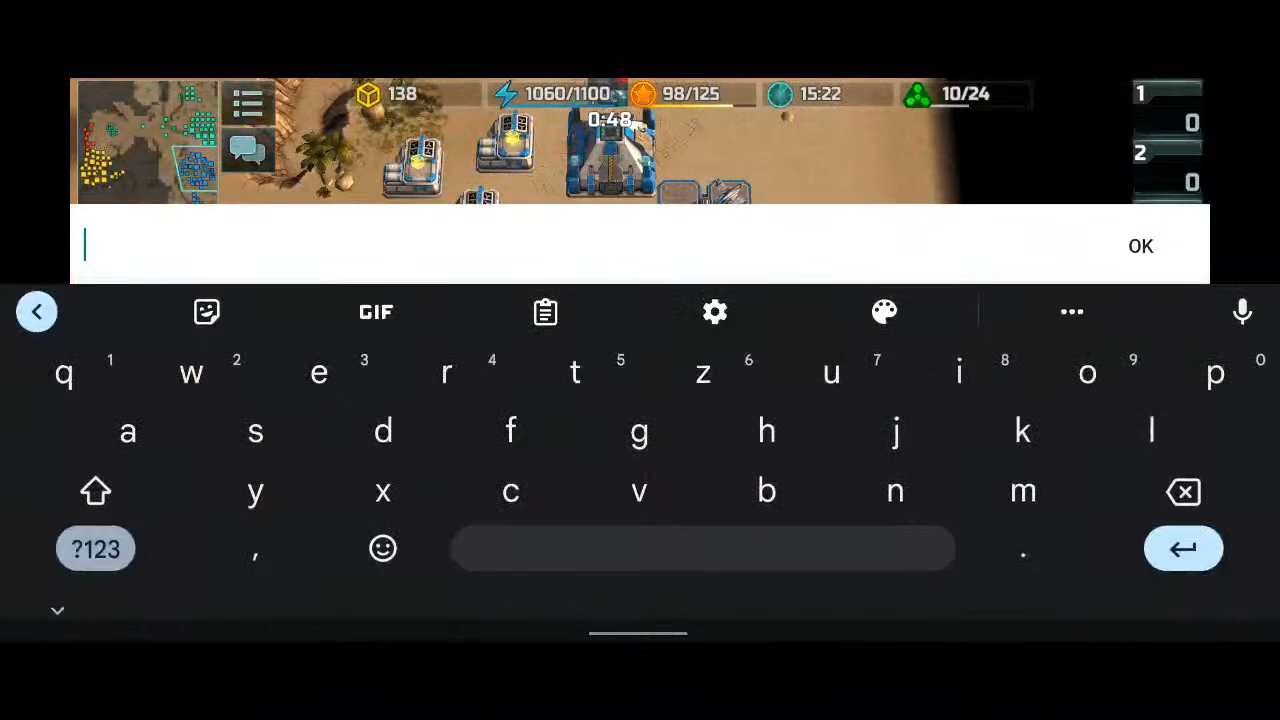 138 1060/1100 98/125 15:22 10/24 1
0:48 0
2
0
OK
GIF
q 1 w 2 e 3 r 4 t 5 z 6 u 7 i 8 o 9 p 0
a s d f g h j k l
y x c v b n m
?123 , .